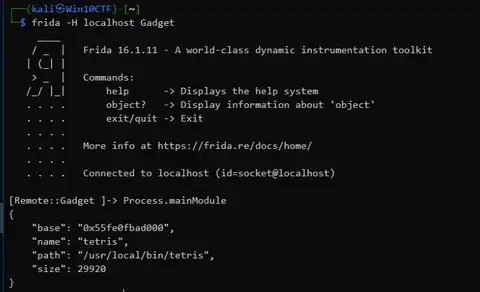 ┌──(kali㉿Win10CTF)-[~]
└─$ frida -H localhost Gadget
     ____
    / _  |   Frida 16.1.11 - A world-class dynamic instrumentation toolkit
   | (_| |
    > _  |   Commands:
   /_/ |_|       help      -> Displays the help system
   . . . .       object?   -> Display information about 'object'
   . . . .       exit/quit -> Exit
   . . . .
   . . . .   More info at https://frida.re/docs/home/
   . . . .
   . . . .   Connected to localhost (id=socket@localhost)
[Remote::Gadget ]-> Process.mainModule
{
    "base": "0x55fe0fbad000",
    "name": "tetris",
    "path": "/usr/local/bin/tetris",
    "size": 29920
}